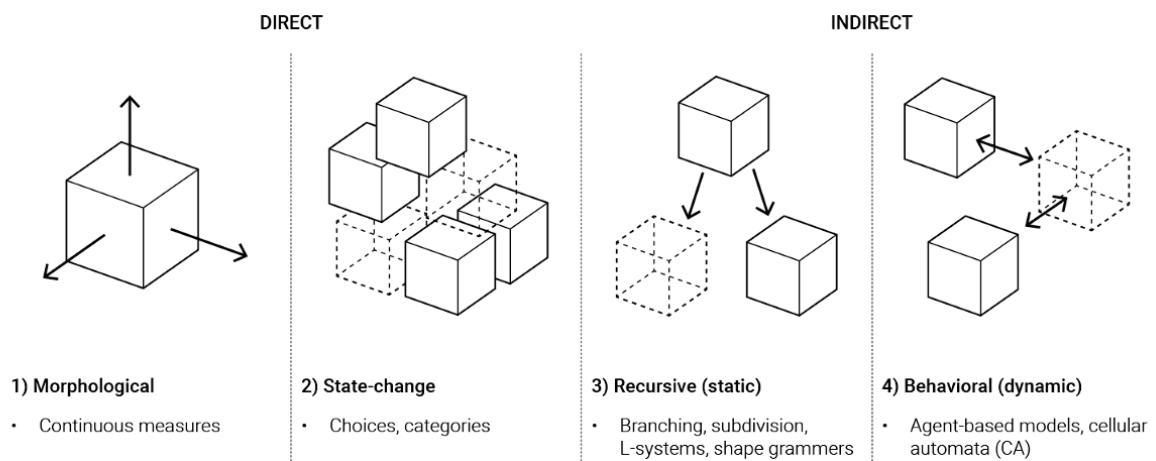 DIRECT
INDIRECT
1) Morphological
• Continuous measures
2) State-change
• Choices, categories
3) Recursive (static)
• Branching, subdivision,
L-systems, shape grammers
4) Behavioral (dynamic)
• Agent-based models, cellular
automata (CA)